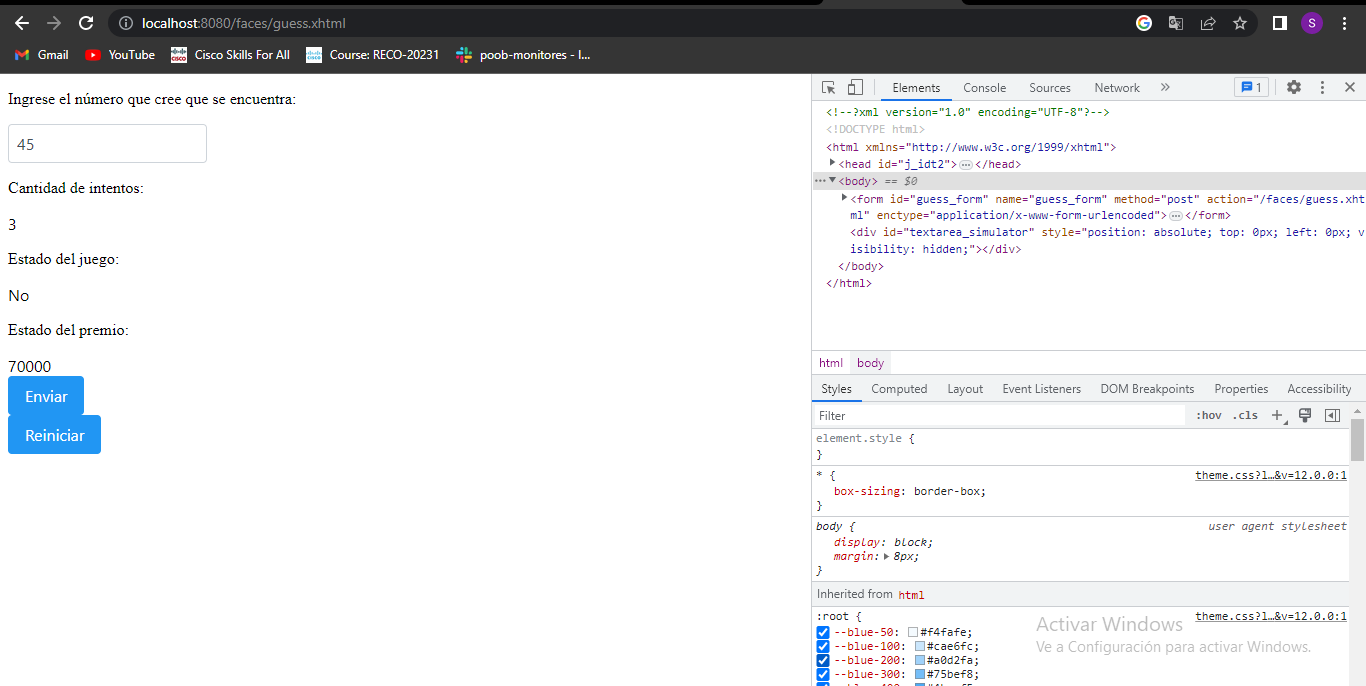 localhost:8080/faces/guess.xhtml
S
Gmail YouTube Cisco Skills For All Course: RECO-20231 poob-monitores - I...
Ingrese el número que cree que se encuentra:
45
Cantidad de intentos:
3
Estado del juego:
No
Estado del premio:
70000
Enviar
Reiniciar
Elements Console Sources Network » 1
<!--?xml version="1.0" encoding="UTF-8"?-->
<!DOCTYPE html>
<html xmlns="http://www.w3c.org/1999/xhtml">
<head id="j_idt2">…</head>
<body> == $0
<form id="guess_form" name="guess_form" method="post" action="/faces/guess.xht
ml" enctype="application/x-www-form-urlencoded">…</form>
<div id="textarea_simulator" style="position: absolute; top: 0px; left: 0px; v
isibility: hidden;"></div>
</body>
</html>
html body
Styles Computed Layout Event Listeners DOM Breakpoints Properties Accessibility
Filter :hov .cls +
element.style {
}
* { theme.css?l…&v=12.0.0:1
box-sizing: border-box;
}
body { user agent stylesheet
display: block;
margin: 8px;
}
Inherited from html
:root { theme.css?l…&v=12.0.0:1
--blue-50: #f4fafe;
--blue-100: #cae6fc;
--blue-200: #a0d2fa;
--blue-300: #75bef8;
Activar Windows
Ve a Configuración para activar Windows.